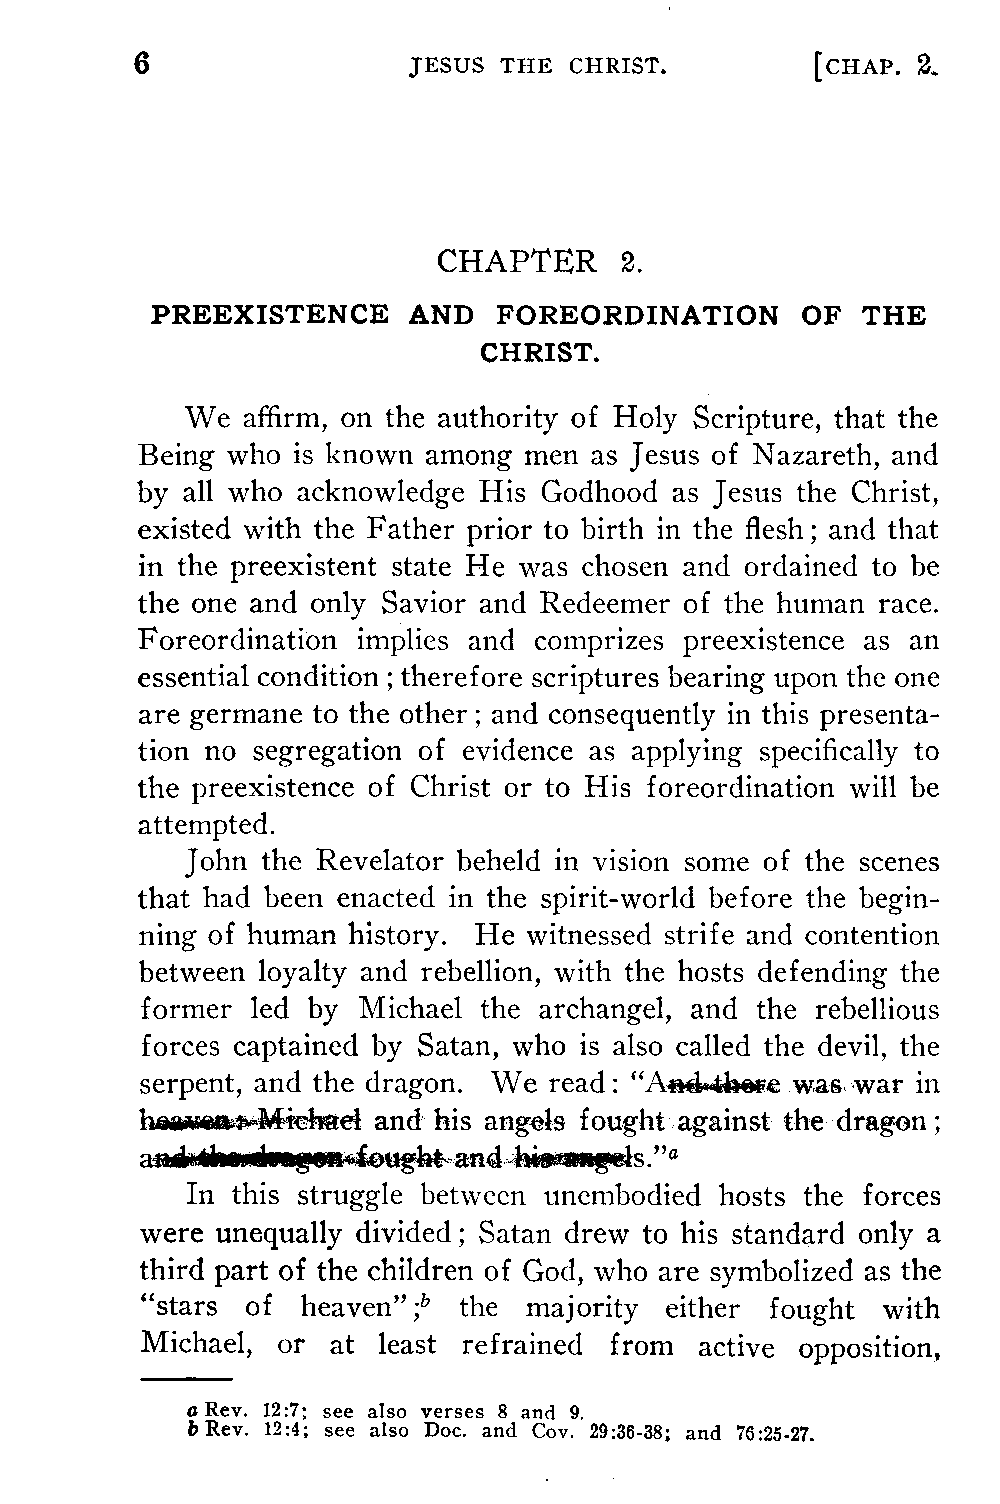 6 JESUS THE CHRIST. [CHAP. 2.
CHAPTER 2.
PREEXISTENCE AND FOREORDINATION OF THE
CHRIST.
We affirm, on the authority of Holy Scripture, that the
Being who is known among men as Jesus of Nazareth, and
by all who acknowledge His Godhood as Jesus the Christ,
existed with the Father prior to birth in the flesh; and that
in the preexistent state He was chosen and ordained to be
the one and only Savior and Redeemer of the human race.
Foreordination implies and comprizes preexistence as an
essential condition; therefore scriptures bearing upon the one
are germane to the other; and consequently in this presenta-
tion no segregation of evidence as applying specifically to
the preexistence of Christ or to His foreordination will be
attempted.
John the Revelator beheld in vision some of the scenes
that had been enacted in the spirit-world before the begin-
ning of human history. He witnessed strife and contention
between loyalty and rebellion, with the hosts defending the
former led by Michael the archangel, and the rebellious
forces captained by Satan, who is also called the devil, the
serpent, and the dragon. We read: "And there was war in
heaven: Michael and his angels fought against the dragon;
and the dragon fought and his angels."a
In this struggle between unembodied hosts the forces
were unequally divided; Satan drew to his standard only a
third part of the children of God, who are symbolized as the
"stars of heaven";b the majority either fought with
Michael, or at least refrained from active opposition,
a Rev. 12:7; see also verses 8 and 9.
b Rev. 12:4; see also Doc. and Cov. 29:36-38; and 76:25-27.